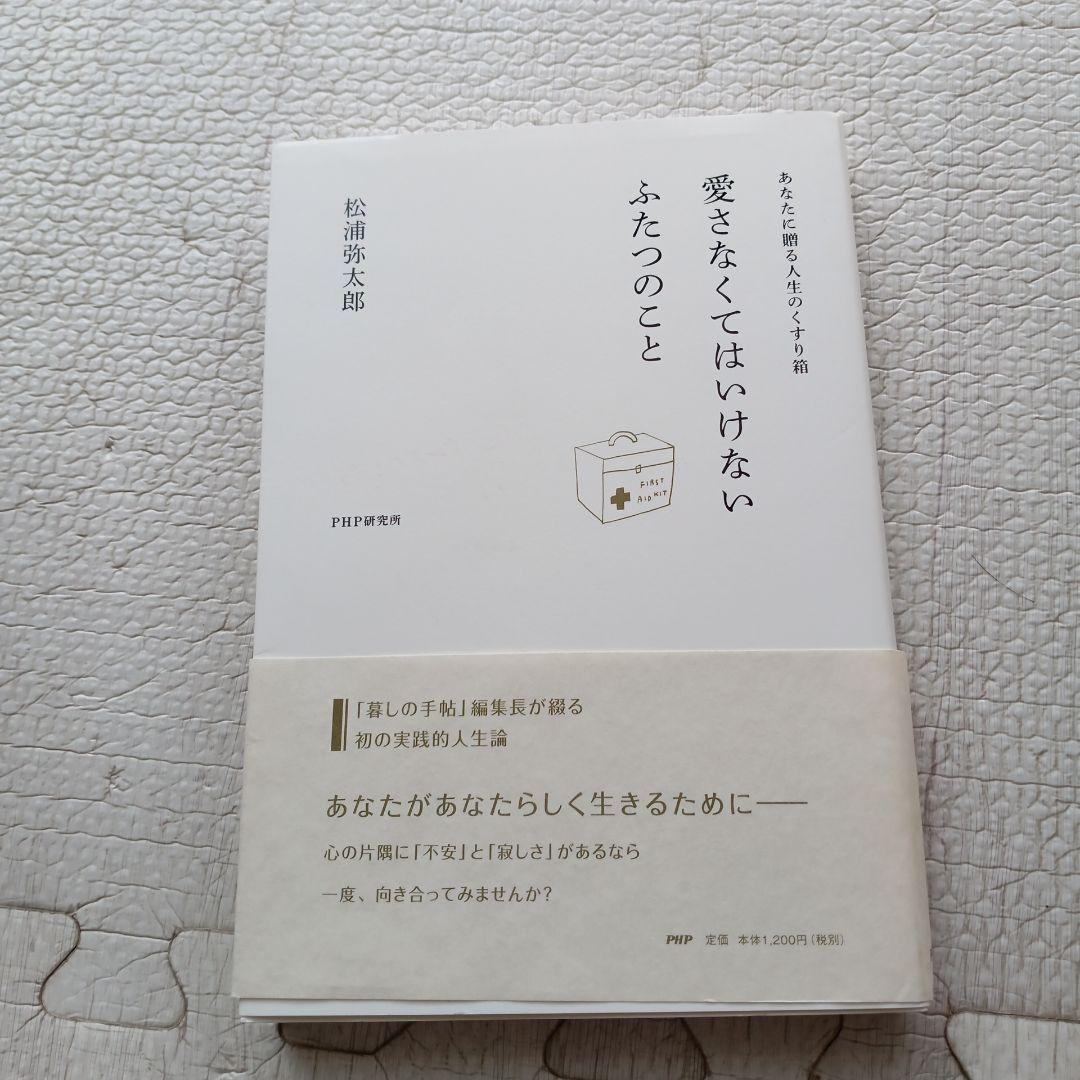 あなたに贈る人生のくすり箱
愛さなくてはいけない
ふたつのこと
FIRST
AID KIT
松浦弥太郎
PHP研究所
「暮しの手帖」編集長が綴る
初の実践的人生論
あなたがあなたらしく生きるために――
心の片隅に「不安」と「寂しさ」があるなら
一度、向き合ってみませんか？
PHP 定価 本体1,200円（税別）